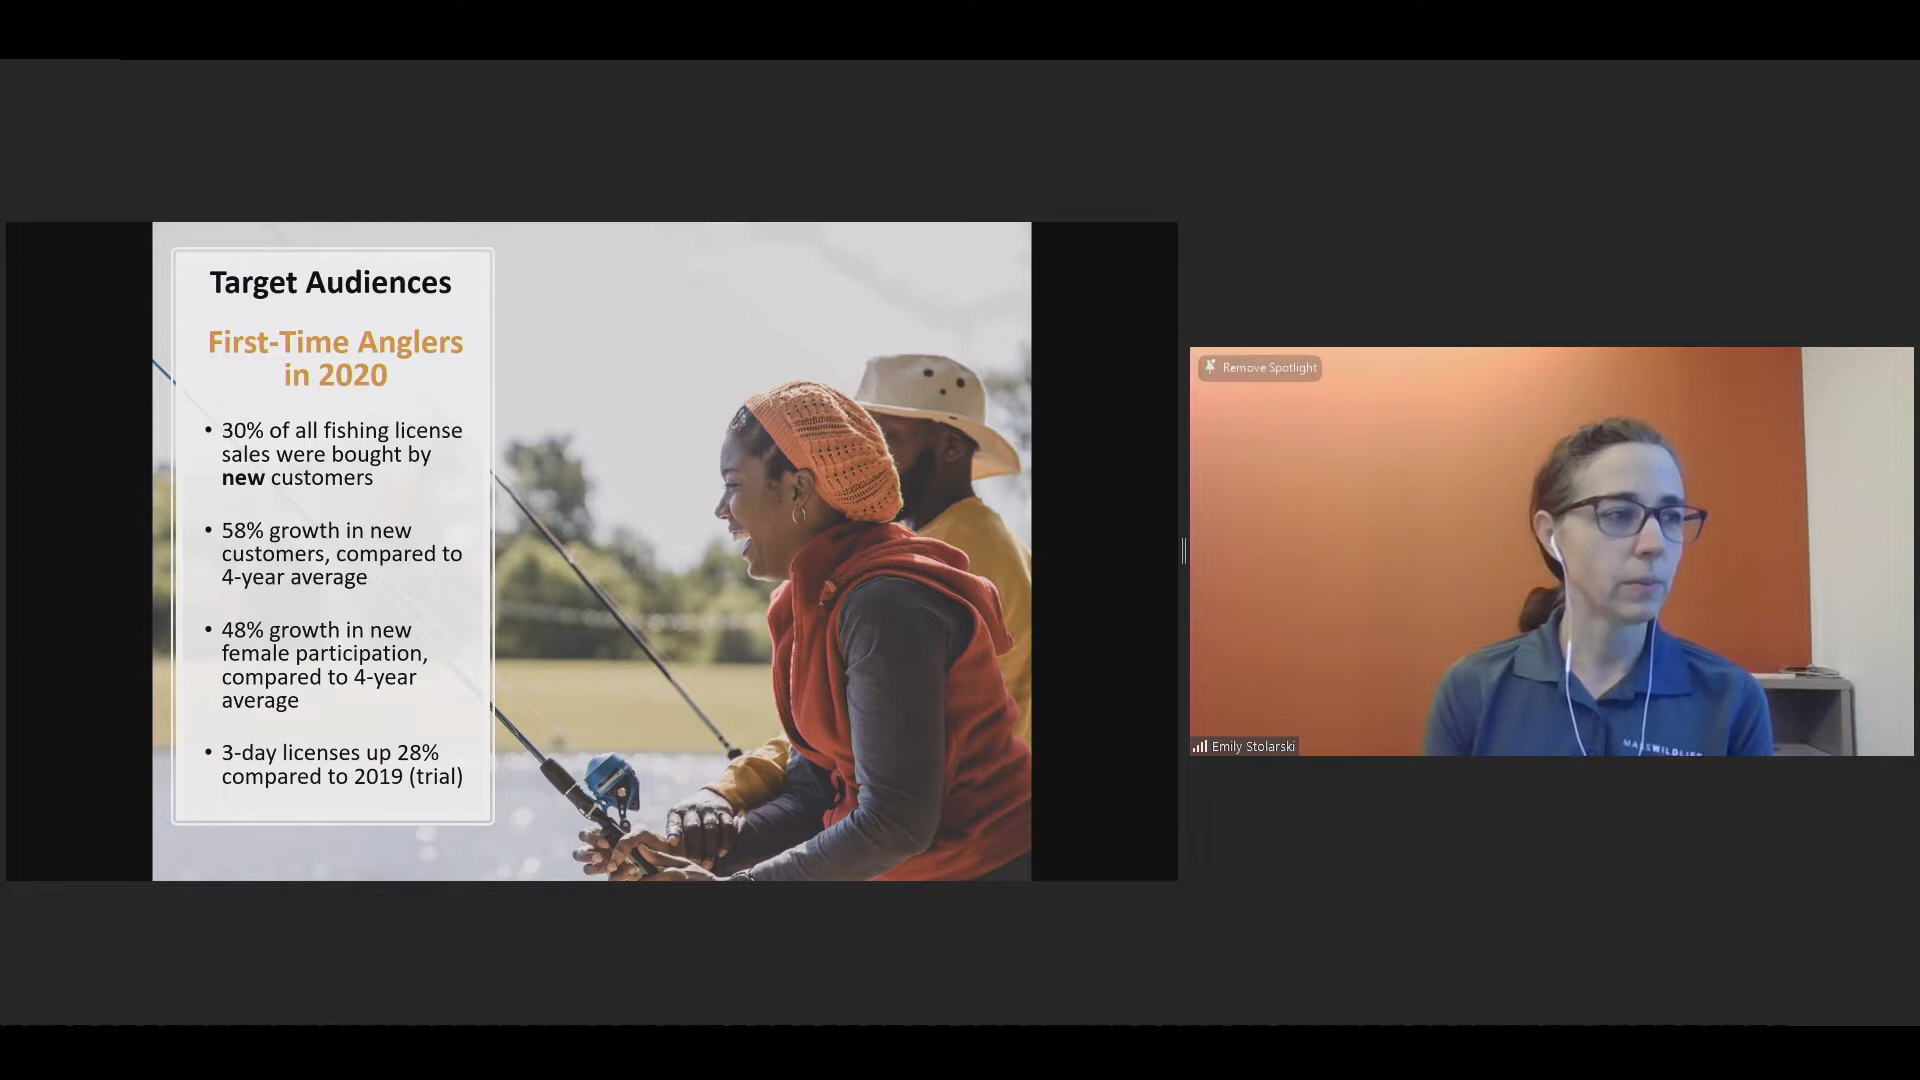 Target Audiences
First-Time Anglers
in 2020
• 30% of all fishing license
sales were bought by
new customers
• 58% growth in new
customers, compared to
4-year average
• 48% growth in new
female participation,
compared to 4-year
average
• 3-day licenses up 28%
compared to 2019 (trial)
Remove Spotlight
Emily Stolarski